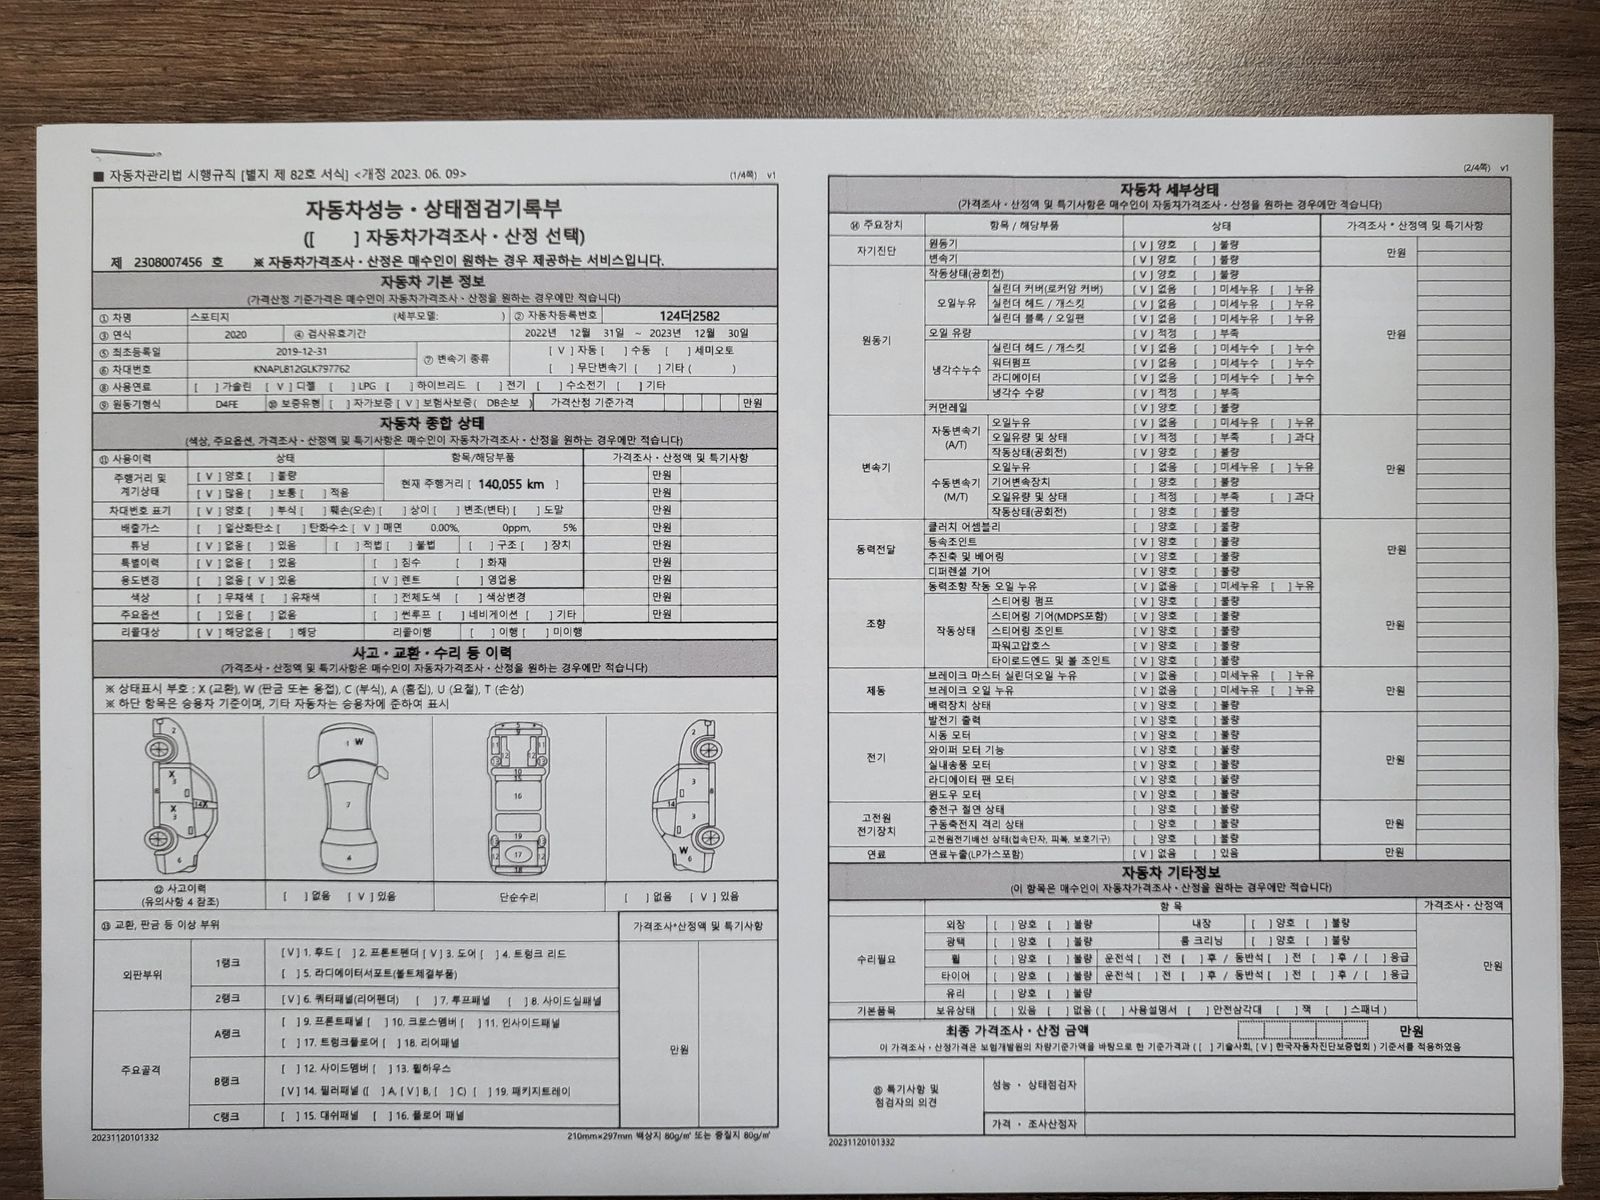 ■ 자동차관리법 시행규칙 [별지 제 82호 서식] <개정 2023. 06. 09>
(1/4쪽) v1
자동차성능・상태점검기록부
([ ] 자동차가격조사・산정 선택)
제 2308007456 호 ※ 자동차가격조사・산정은 매수인이 원하는 경우 제공하는 서비스입니다.
자동차 기본 정보
(가격산정 기준가격은 매수인이 자동차가격조사・산정을 원하는 경우에만 적습니다)
① 차명 스포티지 (세부모델: ) ② 자동차등록번호 124더2582
③ 연식 2020 ④ 검사유효기간 2022년 12월 31일 ~ 2023년 12월 30일
⑤ 최초등록일 2019-12-31 ⑦ 변속기 종류 [ V ] 자동 [ ] 수동 [ ] 세미오토
⑥ 차대번호 KNAPL812GLK797762 [ ] 무단변속기 [ ] 기타 ( )
⑧ 사용연료 [ ] 가솔린 [ V ] 디젤 [ ] LPG [ ] 하이브리드 [ ] 전기 [ ] 수소전기 [ ] 기타
⑨ 원동기형식 D4FE ⑩ 보증유형 [ ] 자가보증 [ V ] 보험사보증( DB손보 ) 가격산정 기준가격 만원
자동차 종합 상태
(색상, 주요옵션, 가격조사・산정액 및 특기사항은 매수인이 자동차가격조사・산정을 원하는 경우에만 적습니다)
⑪ 사용이력 상태 항목/해당부품 가격조사・산정액 및 특기사항
주행거리 및 계기상태 [ V ] 양호 [ ] 불량 현재 주행거리 [ 140,055 km ] 만원
[ V ] 많음 [ ] 보통 [ ] 적음 만원
차대번호 표기 [ V ] 양호 [ ] 부식 [ ] 훼손(오손) [ ] 상이 [ ] 변조(변타) [ ] 도말 만원
배출가스 [ ] 일산화탄소 [ ] 탄화수소 [ V ] 매연 0.00%, 0ppm, 5% 만원
튜닝 [ V ] 없음 [ ] 있음 [ ] 적법 [ ] 불법 [ ] 구조 [ ] 장치 만원
특별이력 [ V ] 없음 [ ] 있음 [ ] 침수 [ ] 화재 만원
용도변경 [ ] 없음 [ V ] 있음 [ V ] 렌트 [ ] 영업용 만원
색상 [ ] 무채색 [ ] 유채색 [ ] 전체도색 [ ] 색상변경 만원
주요옵션 [ ] 있음 [ ] 없음 [ ] 썬루프 [ ] 네비게이션 [ ] 기타 만원
리콜대상 [ V ] 해당없음 [ ] 해당 리콜이행 [ ] 이행 [ ] 미이행
사고・교환・수리 등 이력
(가격조사・산정액 및 특기사항은 매수인이 자동차가격조사・산정을 원하는 경우에만 적습니다)
※ 상태표시 부호 : X (교환), W (판금 또는 용접), C (부식), A (흠집), U (요철), T (손상)
※ 하단 항목은 승용차 기준이며, 기타 자동차는 승용차에 준하여 표시
2 X 3 8 14X X 3 6
1 W 7 4
5 9 11 11 12 12 13 13 10 15 16 19 12 17 12 18
2 3 14 8 3 W 6
⑫ 사고이력 (유의사항 4 참조) [ ] 없음 [ V ] 있음 단순수리 [ ] 없음 [ V ] 있음
⑬ 교환, 판금 등 이상 부위 가격조사*산정액 및 특기사항
외판부위 1랭크 [ V ] 1. 후드 [ ] 2. 프론트펜더 [ V ] 3. 도어 [ ] 4. 트렁크 리드
[ ] 5. 라디에이터서포트(볼트체결부품)
2랭크 [ V ] 6. 쿼터패널(리어펜더) [ ] 7. 루프패널 [ ] 8. 사이드실패널
주요골격 A랭크 [ ] 9. 프론트패널 [ ] 10. 크로스멤버 [ ] 11. 인사이드패널
[ ] 17. 트렁크플로어 [ ] 18. 리어패널
만원
B랭크 [ ] 12. 사이드멤버 [ ] 13. 휠하우스
[ V ] 14. 필러패널 ([ ] A, [ V ] B, [ ] C) [ ] 19. 패키지트레이
C랭크 [ ] 15. 대쉬패널 [ ] 16. 플로어 패널
20231120101332
210mm×297mm 백상지 80g/㎡ 또는 중질지 80g/㎡
(2/4쪽) v1
자동차 세부상태
(가격조사・산정액 및 특기사항은 매수인이 자동차가격조사・산정을 원하는 경우에만 적습니다)
⑭ 주요장치 항목 / 해당부품 상태 가격조사 * 산정액 및 특기사항
자기진단 원동기 [ V ] 양호 [ ] 불량 만원
변속기 [ V ] 양호 [ ] 불량
원동기 작동상태(공회전) [ V ] 양호 [ ] 불량 만원
오일누유 실린더 커버(로커암 커버) [ V ] 없음 [ ] 미세누유 [ ] 누유
실린더 헤드 / 개스킷 [ V ] 없음 [ ] 미세누유 [ ] 누유
실린더 블록 / 오일팬 [ V ] 없음 [ ] 미세누유 [ ] 누유
오일 유량 [ V ] 적정 [ ] 부족
냉각수누수 실린더 헤드 / 개스킷 [ V ] 없음 [ ] 미세누수 [ ] 누수
워터펌프 [ V ] 없음 [ ] 미세누수 [ ] 누수
라디에이터 [ V ] 없음 [ ] 미세누수 [ ] 누수
냉각수 수량 [ V ] 적정 [ ] 부족
커먼레일 [ V ] 양호 [ ] 불량
변속기 자동변속기 (A/T) 오일누유 [ V ] 없음 [ ] 미세누유 [ ] 누유 만원
오일유량 및 상태 [ V ] 적정 [ ] 부족 [ ] 과다
작동상태(공회전) [ V ] 양호 [ ] 불량
수동변속기 (M/T) 오일누유 [ ] 없음 [ ] 미세누유 [ ] 누유
기어변속장치 [ ] 양호 [ ] 불량
오일유량 및 상태 [ ] 적정 [ ] 부족 [ ] 과다
작동상태(공회전) [ ] 양호 [ ] 불량
동력전달 클러치 어셈블리 [ ] 양호 [ ] 불량 만원
등속조인트 [ V ] 양호 [ ] 불량
추진축 및 베어링 [ ] 양호 [ ] 불량
디퍼렌셜 기어 [ ] 양호 [ ] 불량
조향 동력조향 작동 오일 누유 [ V ] 없음 [ ] 미세누유 [ ] 누유 만원
작동상태 스티어링 펌프 [ V ] 양호 [ ] 불량
스티어링 기어(MDPS포함) [ V ] 양호 [ ] 불량
스티어링 조인트 [ V ] 양호 [ ] 불량
파워고압호스 [ V ] 양호 [ ] 불량
타이로드엔드 및 볼 조인트 [ V ] 양호 [ ] 불량
제동 브레이크 마스터 실린더오일 누유 [ V ] 없음 [ ] 미세누유 [ ] 누유 만원
브레이크 오일 누유 [ V ] 없음 [ ] 미세누유 [ ] 누유
배력장치 상태 [ V ] 양호 [ ] 불량
전기 발전기 출력 [ V ] 양호 [ ] 불량 만원
시동 모터 [ V ] 양호 [ ] 불량
와이퍼 모터 기능 [ V ] 양호 [ ] 불량
실내송풍 모터 [ V ] 양호 [ ] 불량
라디에이터 팬 모터 [ V ] 양호 [ ] 불량
윈도우 모터 [ V ] 양호 [ ] 불량
고전원 전기장치 충전구 절연 상태 [ ] 양호 [ ] 불량 만원
구동축전지 격리 상태 [ ] 양호 [ ] 불량
고전원전기배선 상태(접속단자, 피복, 보호기구) [ ] 양호 [ ] 불량
연료 연료누출(LP가스포함) [ V ] 없음 [ ] 있음 만원
자동차 기타정보
(이 항목은 매수인이 자동차가격조사・산정을 원하는 경우에만 적습니다)
항 목 가격조사・산정액
수리필요 외장 [ ] 양호 [ ] 불량 내장 [ ] 양호 [ ] 불량
광택 [ ] 양호 [ ] 불량 룸 크리닝 [ ] 양호 [ ] 불량
휠 [ ] 양호 [ ] 불량 운전석 [ ] 전 [ ] 후 / 동반석 [ ] 전 [ ] 후 / [ ] 응급
만원
타이어 [ ] 양호 [ ] 불량 운전석 [ ] 전 [ ] 후 / 동반석 [ ] 전 [ ] 후 / [ ] 응급
유리 [ ] 양호 [ ] 불량
기본품목 보유상태 [ ] 있음 [ ] 없음 ( [ ] 사용설명서 [ ] 안전삼각대 [ ] 잭 [ ] 스패너 )
최종 가격조사・산정 금액 만원
이 가격조사・산정가격은 보험개발원의 차량기준가액을 바탕으로 한 기준가격과 ( [ ] 기술사회, [ V ] 한국자동차진단보증협회 ) 기준서를 적용하였음
⑮ 특기사항 및 점검자의 의견 성능・상태점검자
가격・조사산정자
20231120101332